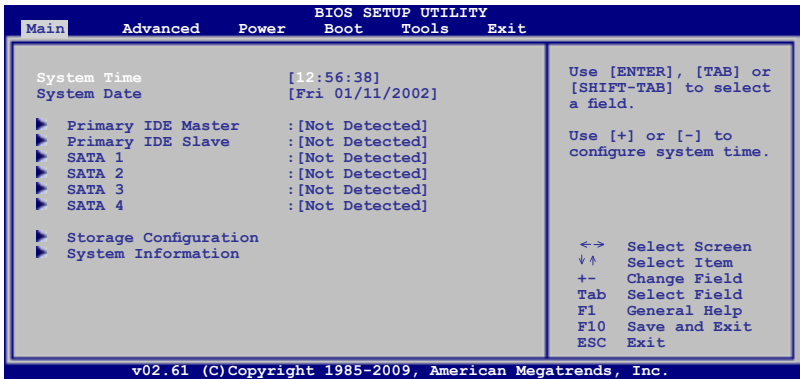 BIOS SETUP UTILITY
Main Advanced Power Boot Tools Exit
System Time [12:56:38]
System Date [Fri 01/11/2002]
Primary IDE Master :[Not Detected]
Primary IDE Slave :[Not Detected]
SATA 1 :[Not Detected]
SATA 2 :[Not Detected]
SATA 3 :[Not Detected]
SATA 4 :[Not Detected]
Storage Configuration
System Information
Use [ENTER], [TAB] or
[SHIFT-TAB] to select
a field.
Use [+] or [-] to
configure system time.
←→ Select Screen
↓↑ Select Item
+- Change Field
Tab Select Field
F1 General Help
F10 Save and Exit
ESC Exit
v02.61 (C)Copyright 1985-2009, American Megatrends, Inc.